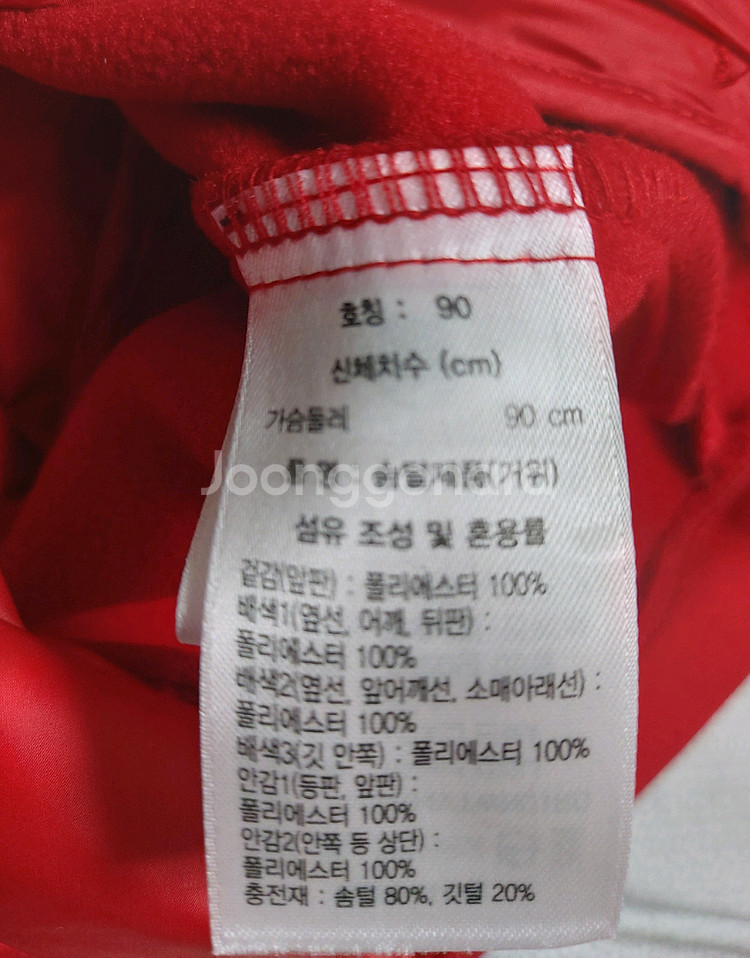 호칭 : 90
신체치수 (cm)
가슴둘레 90 cm
솜털제품(거위)
Joonggonara
섬유 조성 및 혼용률
겉감(앞판) : 폴리에스터 100%
배색1(옆선, 어깨, 뒤판) :
폴리에스터 100%
배색2(옆선, 앞어깨선, 소매아래선) :
폴리에스터 100%
배색3(깃 안쪽) : 폴리에스터 100%
안감1(등판, 앞판) :
폴리에스터 100%
안감2(안쪽 등 상단) :
폴리에스터 100%
충전재 : 솜털 80%, 깃털 20%